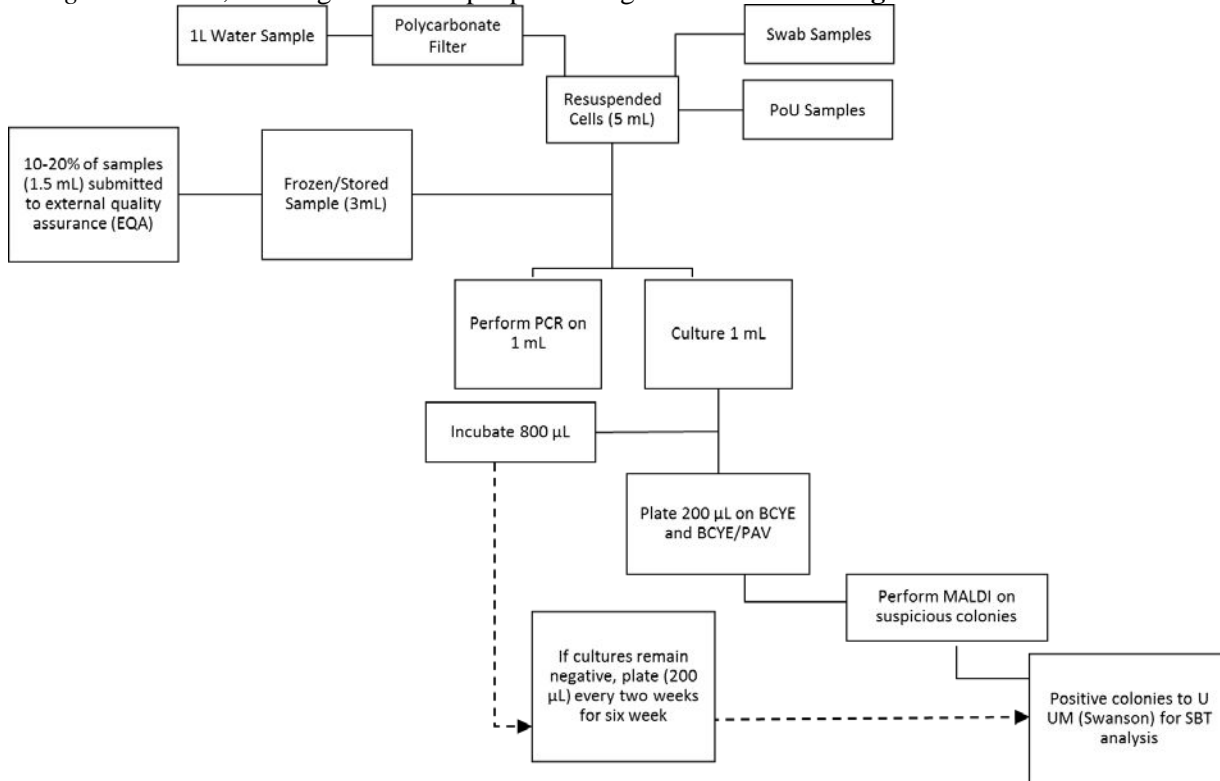 1L Water Sample
Polycarbonate
Filter
Swab Samples
Resuspended
Cells (5 mL)
PoU Samples
10-20% of samples
(1.5 mL) submitted
to external quality
assurance (EQA)
Frozen/Stored
Sample (3mL)
Perform PCR on
1 mL
Culture 1 mL
Incubate 800 µL
Plate 200 µL on BCYE
and BCYE/PAV
Perform MALDI on
suspicious colonies
If cultures remain
negative, plate (200
µL) every two weeks
for six week
Positive colonies to U
UM (Swanson) for SBT
analysis